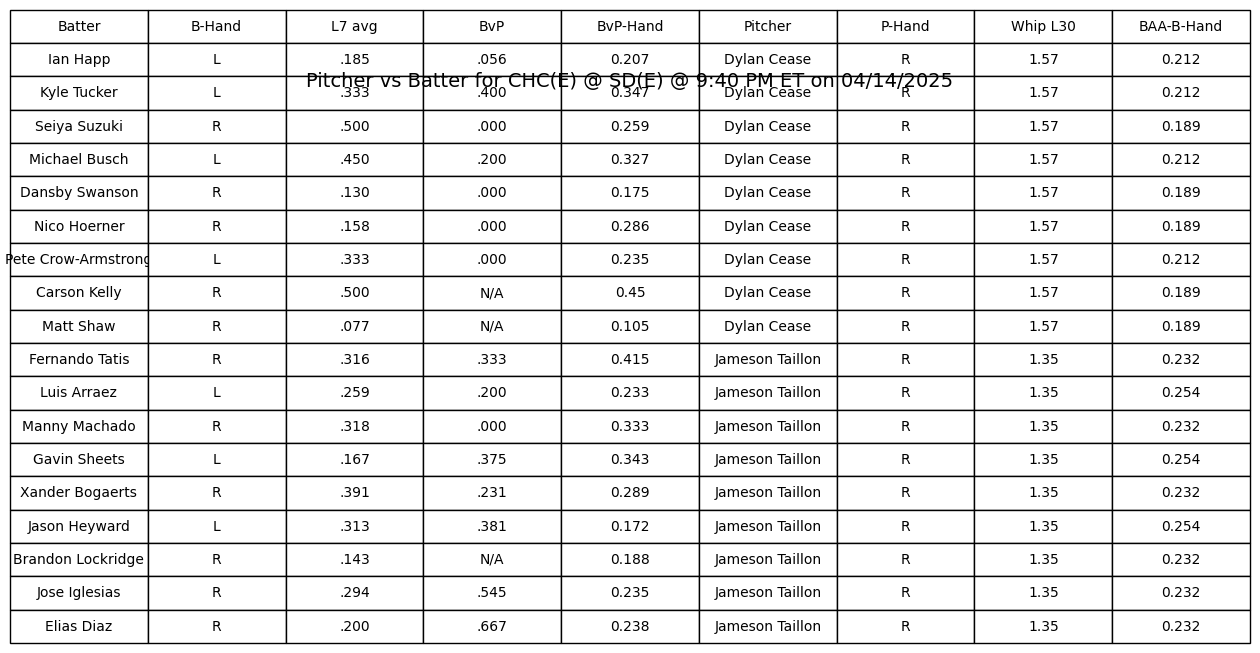 Batter B-Hand L7 avg BvP BvP-Hand Pitcher P-Hand Whip L30 BAA-B-Hand
Ian Happ L .185 .056 0.207 Dylan Cease R 1.57 0.212
Pitcher vs Batter for CHC(E) @ SD(E) @ 9:40 PM ET on 04/14/2025
Kyle Tucker L .333 .400 0.347 Dylan Cease R 1.57 0.212
Seiya Suzuki R .500 .000 0.259 Dylan Cease R 1.57 0.189
Michael Busch L .450 .200 0.327 Dylan Cease R 1.57 0.212
Dansby Swanson R .130 .000 0.175 Dylan Cease R 1.57 0.189
Nico Hoerner R .158 .000 0.286 Dylan Cease R 1.57 0.189
Pete Crow-Armstrong L .333 .000 0.235 Dylan Cease R 1.57 0.212
Carson Kelly R .500 N/A 0.45 Dylan Cease R 1.57 0.189
Matt Shaw R .077 N/A 0.105 Dylan Cease R 1.57 0.189
Fernando Tatis R .316 .333 0.415 Jameson Taillon R 1.35 0.232
Luis Arraez L .259 .200 0.233 Jameson Taillon R 1.35 0.254
Manny Machado R .318 .000 0.333 Jameson Taillon R 1.35 0.232
Gavin Sheets L .167 .375 0.343 Jameson Taillon R 1.35 0.254
Xander Bogaerts R .391 .231 0.289 Jameson Taillon R 1.35 0.232
Jason Heyward L .313 .381 0.172 Jameson Taillon R 1.35 0.254
Brandon Lockridge R .143 N/A 0.188 Jameson Taillon R 1.35 0.232
Jose Iglesias R .294 .545 0.235 Jameson Taillon R 1.35 0.232
Elias Diaz R .200 .667 0.238 Jameson Taillon R 1.35 0.232